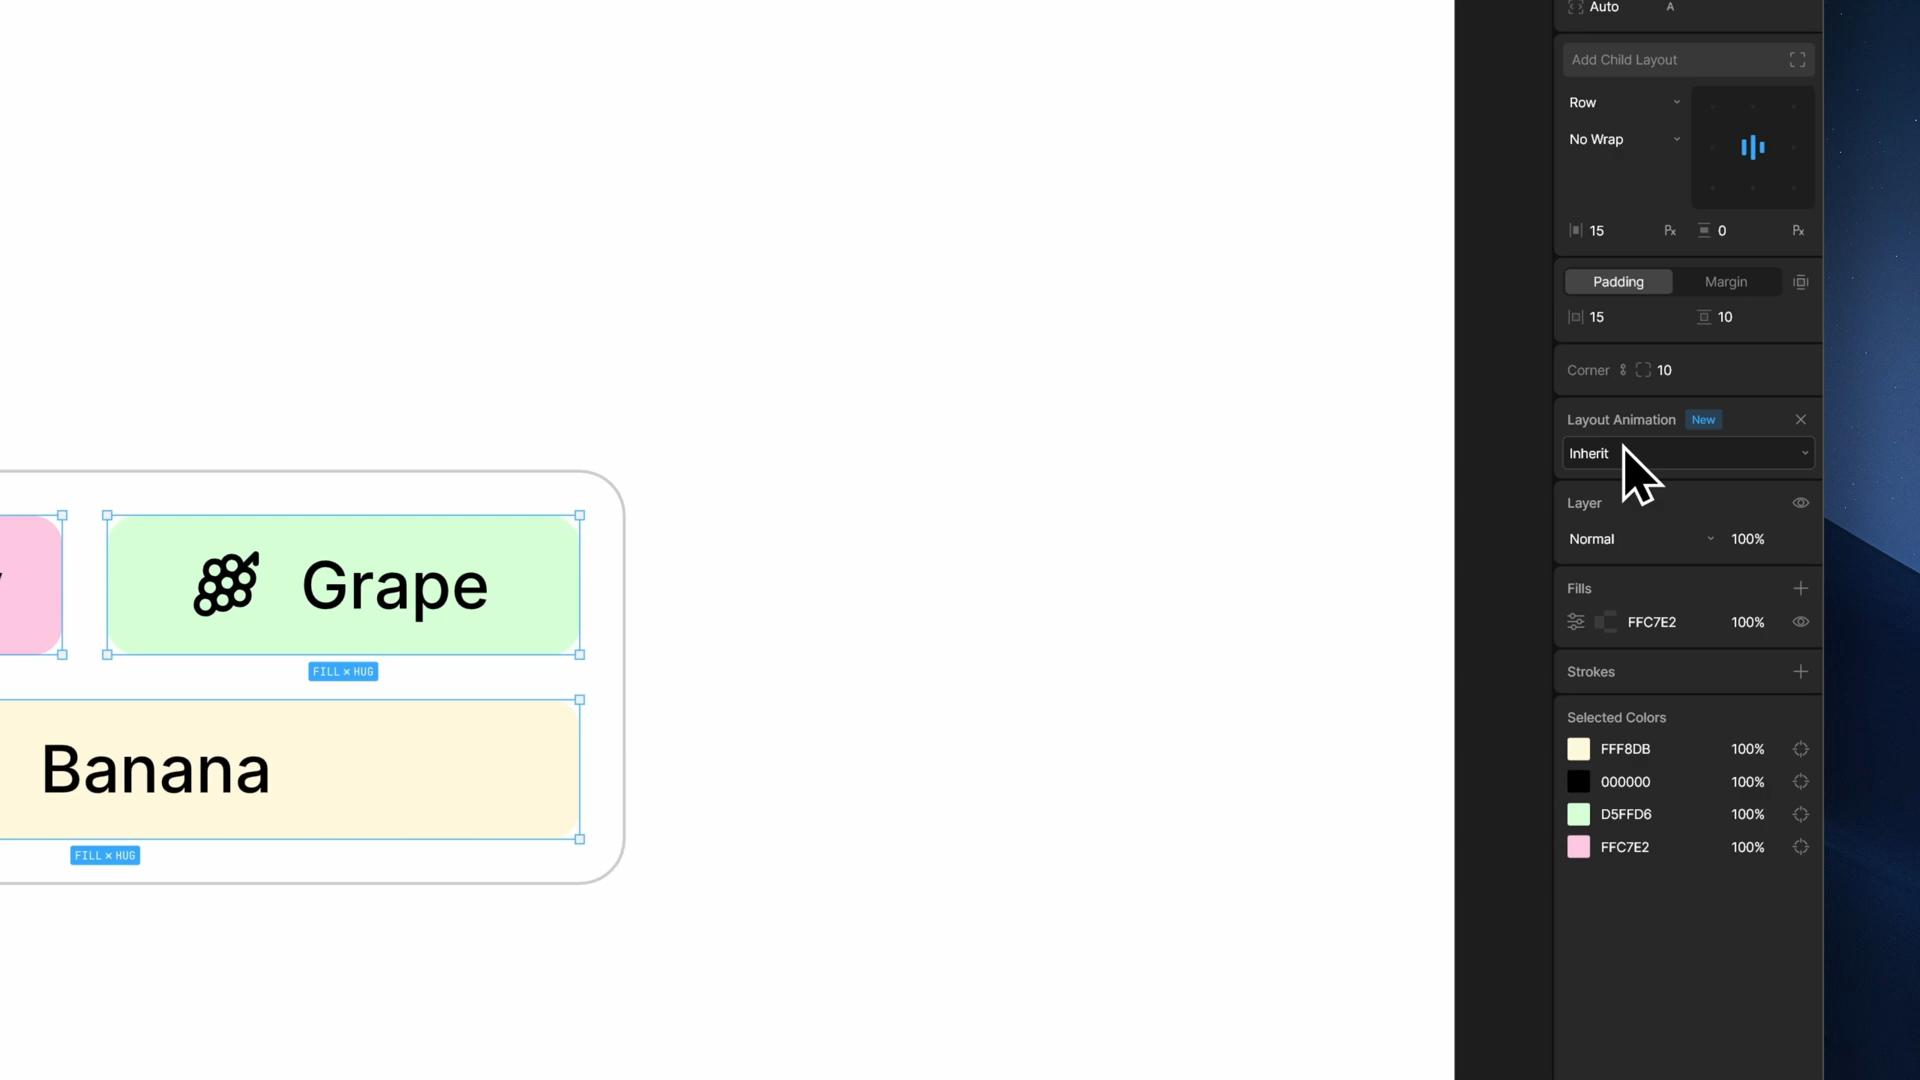 Auto A
Add Child Layout
Row
No Wrap
15 Px 0 Px
Padding Margin
15 10
Corner 10
Layout Animation New
Inherit
Layer
Normal 100%
Fills
FFC7E2 100%
Strokes
Selected Colors
FFF8DB 100%
000000 100%
D5FFD6 100%
FFC7E2 100%
Grape
FILL × HUG
Banana
FILL × HUG